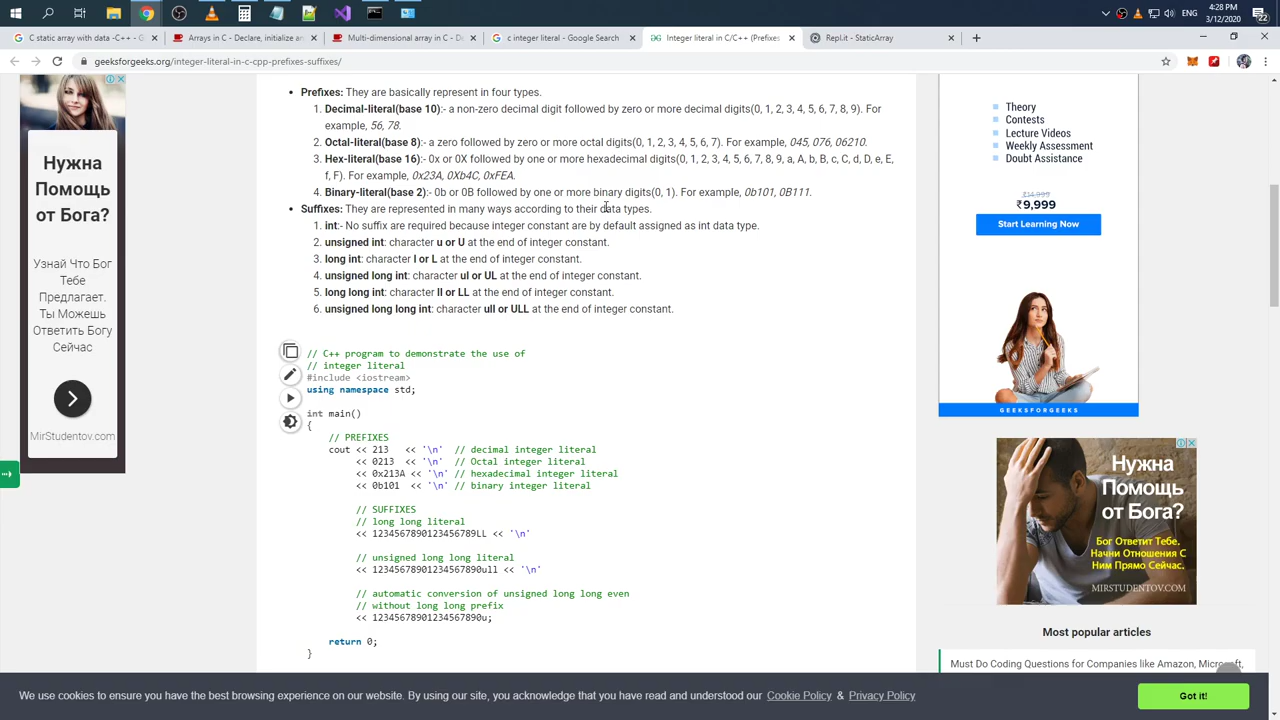 4:28 PM
ENG
3/12/2020
22
C static array with data -C++ - G
Arrays in C - Declare, initialize an
Multi-dimensional array in C - De
c integer literal - Google Search
Integer literal in C/C++ (Prefixes
Repl.it - StaticArray
geeksforgeeks.org/integer-literal-in-c-cpp-prefixes-suffixes/
Нужна
Помощь
от Бога?
Узнай Что Бог
Тебе
Предлагает.
Ты Можешь
Ответить Богу
Сейчас
MirStudentov.com
• Prefixes: They are basically represent in four types.
1. Decimal-literal(base 10):- a non-zero decimal digit followed by zero or more decimal digits(0, 1, 2, 3, 4, 5, 6, 7, 8, 9). For
example, 56, 78.
2. Octal-literal(base 8):- a zero followed by zero or more octal digits(0, 1, 2, 3, 4, 5, 6, 7). For example, 045, 076, 06210.
3. Hex-literal(base 16):- 0x or 0X followed by one or more hexadecimal digits(0, 1, 2, 3, 4, 5, 6, 7, 8, 9, a, A, b, B, c, C, d, D, e, E,
f, F). For example, 0x23A, 0Xb4C, 0xFEA.
4. Binary-literal(base 2):- 0b or 0B followed by one or more binary digits(0, 1). For example, 0b101, 0B111.
• Suffixes: They are represented in many ways according to their data types.
1. int:- No suffix are required because integer constant are by default assigned as int data type.
2. unsigned int: character u or U at the end of integer constant.
3. long int: character l or L at the end of integer constant.
4. unsigned long int: character ul or UL at the end of integer constant.
5. long long int: character ll or LL at the end of integer constant.
6. unsigned long long int: character ull or ULL at the end of integer constant.
// C++ program to demonstrate the use of
// integer literal
#include <iostream>
using namespace std;
int main()
{
// PREFIXES
cout << 213 << '\n' // decimal integer literal
<< 0213 << '\n' // Octal integer literal
<< 0x213A << '\n' // hexadecimal integer literal
<< 0b101 << '\n' // binary integer literal
// SUFFIXES
// long long literal
<< 1234567890123456789LL << '\n'
// unsigned long long literal
<< 12345678901234567890ull << '\n'
// automatic conversion of unsigned long long even
// without long long prefix
<< 12345678901234567890u;
return 0;
}
Theory
Contests
Lecture Videos
Weekly Assessment
Doubt Assistance
₹14,999
₹9,999
Start Learning Now
GEEKSFORGEEKS
Нужна
Помощь
от Бога?
Бог Ответит Тебе.
Начни Отношения С
Ним Прямо Сейчас.
MIRSTUDENTOV.COM
Most popular articles
Must Do Coding Questions for Companies like Amazon, Microsoft,
We use cookies to ensure you have the best browsing experience on our website. By using our site, you acknowledge that you have read and understood our Cookie Policy & Privacy Policy
Got it!